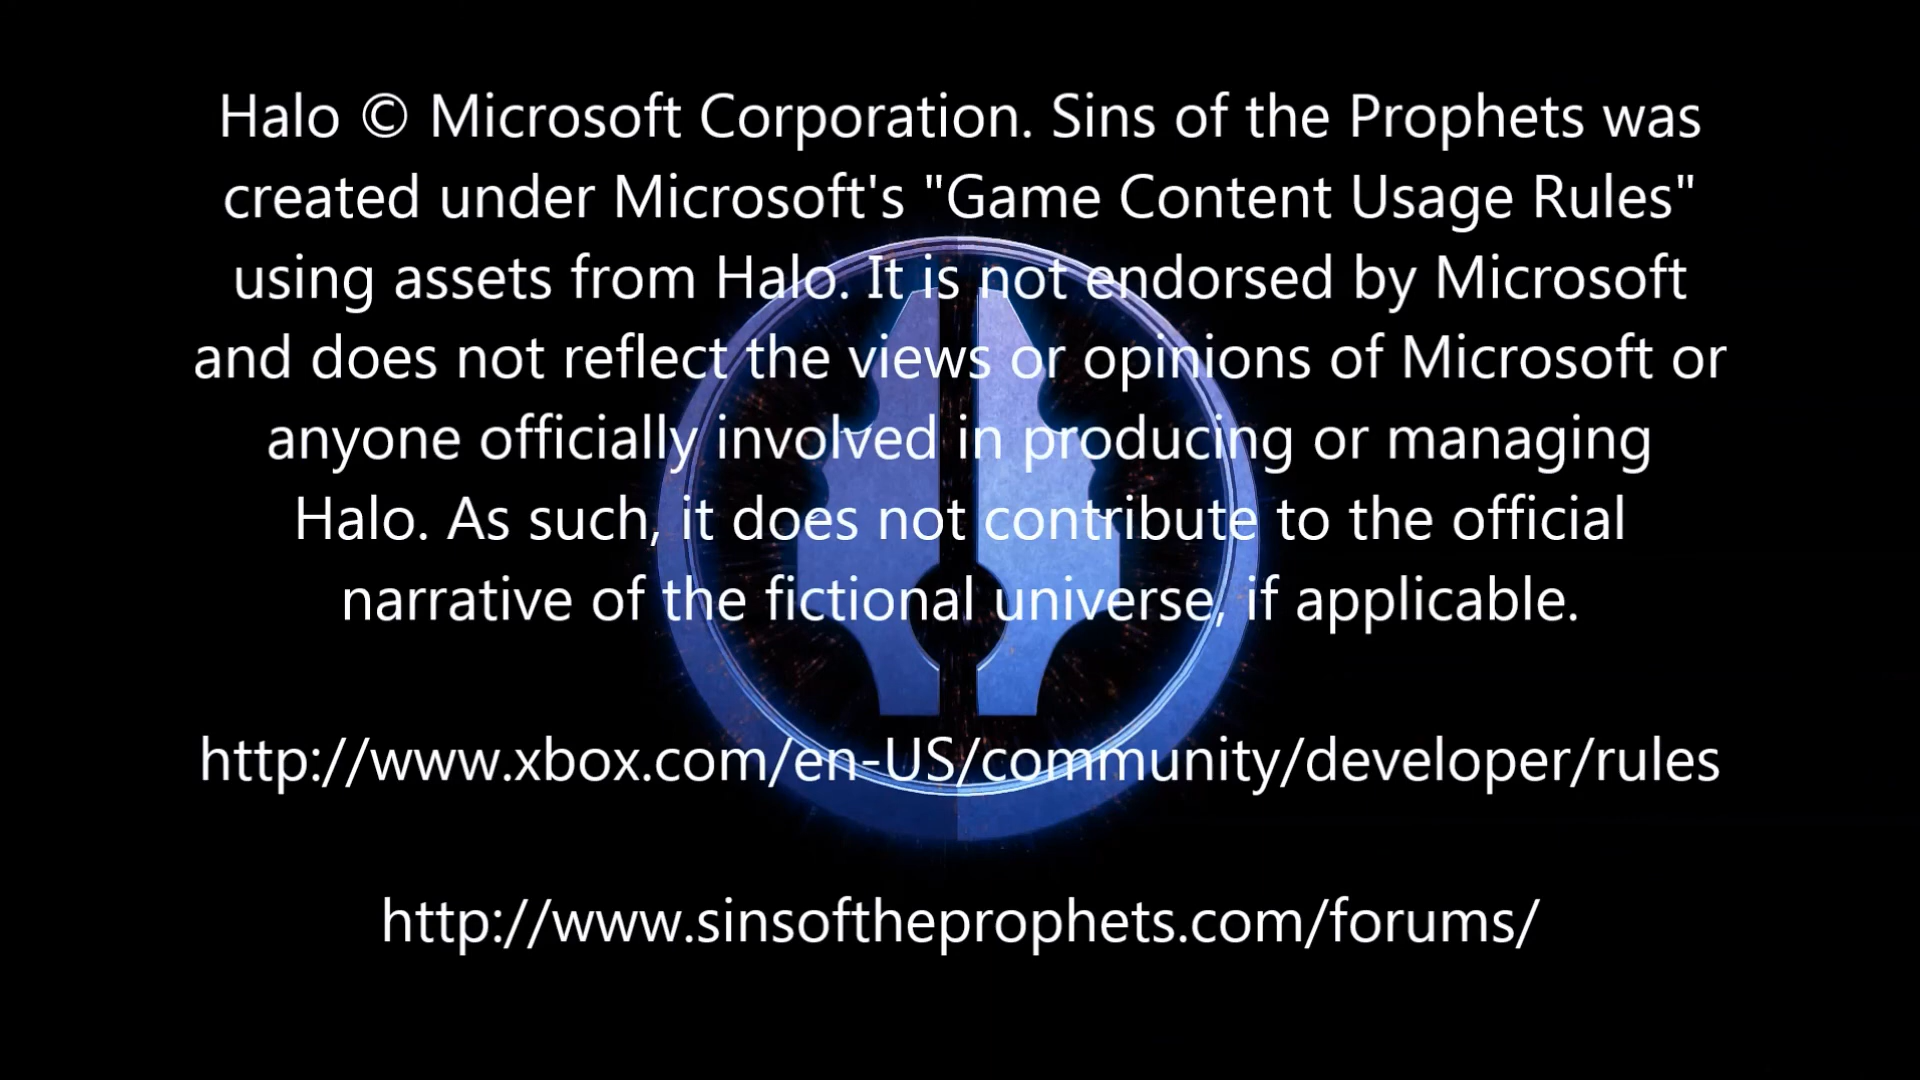 Halo © Microsoft Corporation. Sins of the Prophets was
created under Microsoft's "Game Content Usage Rules"
using assets from Halo. It is not endorsed by Microsoft
and does not reflect the views or opinions of Microsoft or
anyone officially involved in producing or managing
Halo. As such, it does not contribute to the official
narrative of the fictional universe, if applicable.
http://www.xbox.com/en-US/community/developer/rules
http://www.sinsoftheprophets.com/forums/